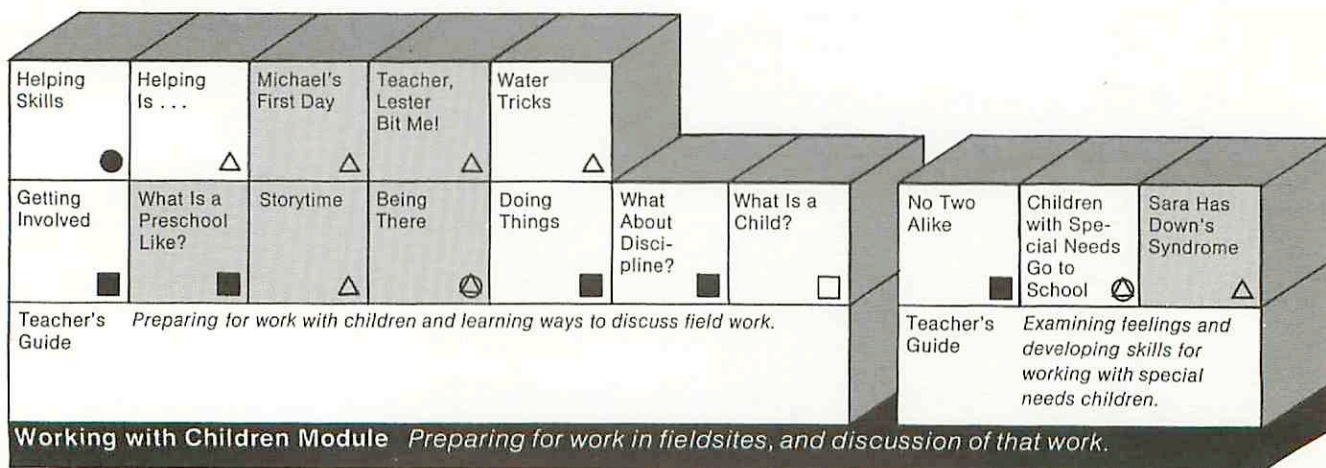 Helping
Skills
Helping
Is . . .
Michael's
First Day
Teacher,
Lester
Bit Me!
Water
Tricks
Getting
Involved
What Is a
Preschool
Like?
Storytime
Being
There
Doing
Things
What
About
Disci-
pline?
What Is a
Child?
No Two
Alike
Children
with Spe-
cial Needs
Go to
School
Sara Has
Down's
Syndrome
Teacher's
Guide
Preparing for work with children and learning ways to discuss field work.
Teacher's
Guide
Examining feelings and
developing skills for
working with special
needs children.
Working with Children Module Preparing for work in fieldsites, and discussion of that work.